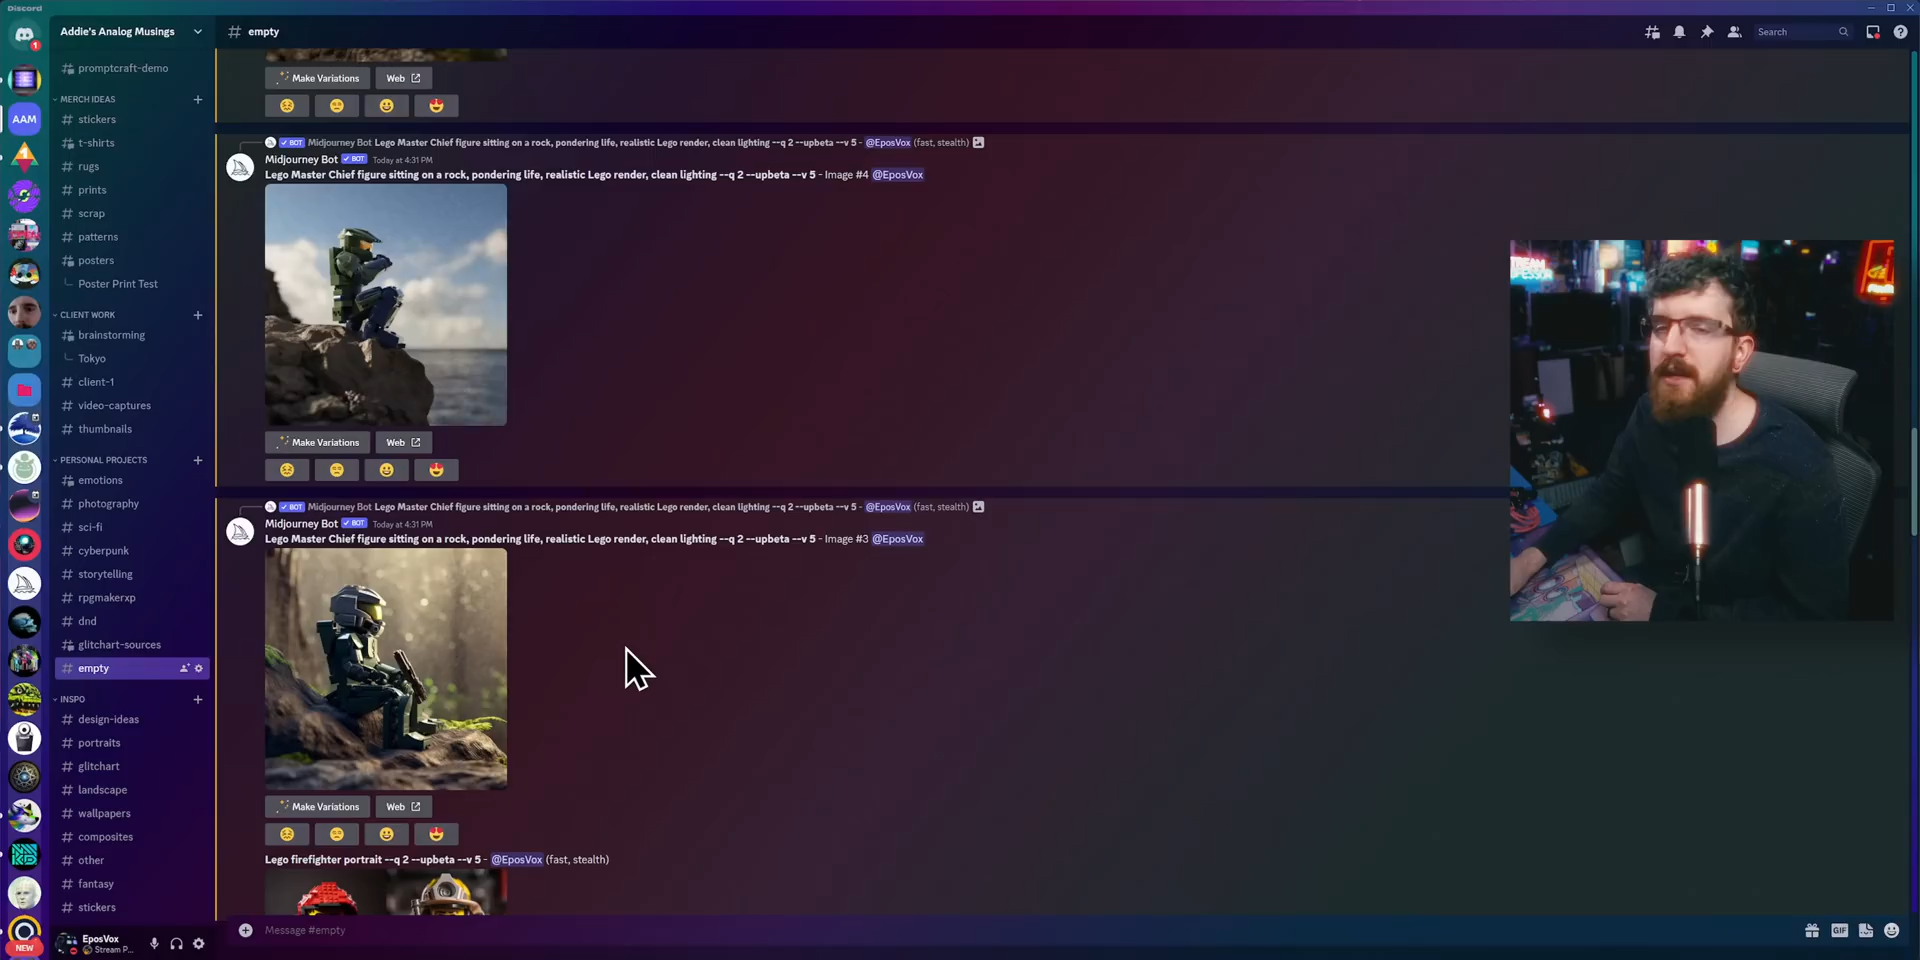 Discord
Addie's Analog Musings
# empty
Search
1
AAM
promptcraft-demo
MERCH IDEAS
# stickers
# t-shirts
# rugs
# prints
# scrap
# patterns
# posters
Poster Print Test
CLIENT WORK
brainstorming
Tokyo
# client-1
# video-captures
# thumbnails
PERSONAL PROJECTS
emotions
# photography
# sci-fi
# cyberpunk
# storytelling
# rpgmakerxp
# dnd
glitchart-sources
# empty
INSPO
# design-ideas
# portraits
# glitchart
# landscape
# wallpapers
# composites
# other
# fantasy
# stickers
NEW
EposVox
Stream P...
Make Variations Web
BOT Midjourney Bot Lego Master Chief figure sitting on a rock, pondering life, realistic Lego render, clean lighting --q 2 --upbeta --v 5 - @EposVox (fast, stealth)
Midjourney Bot BOT Today at 4:31 PM
Lego Master Chief figure sitting on a rock, pondering life, realistic Lego render, clean lighting --q 2 --upbeta --v 5 - Image #4 @EposVox
Make Variations Web
BOT Midjourney Bot Lego Master Chief figure sitting on a rock, pondering life, realistic Lego render, clean lighting --q 2 --upbeta --v 5 - @EposVox (fast, stealth)
Midjourney Bot BOT Today at 4:31 PM
Lego Master Chief figure sitting on a rock, pondering life, realistic Lego render, clean lighting --q 2 --upbeta --v 5 - Image #3 @EposVox
Make Variations Web
Lego firefighter portrait --q 2 --upbeta --v 5 - @EposVox (fast, stealth)
Message #empty
GIF
STREAM